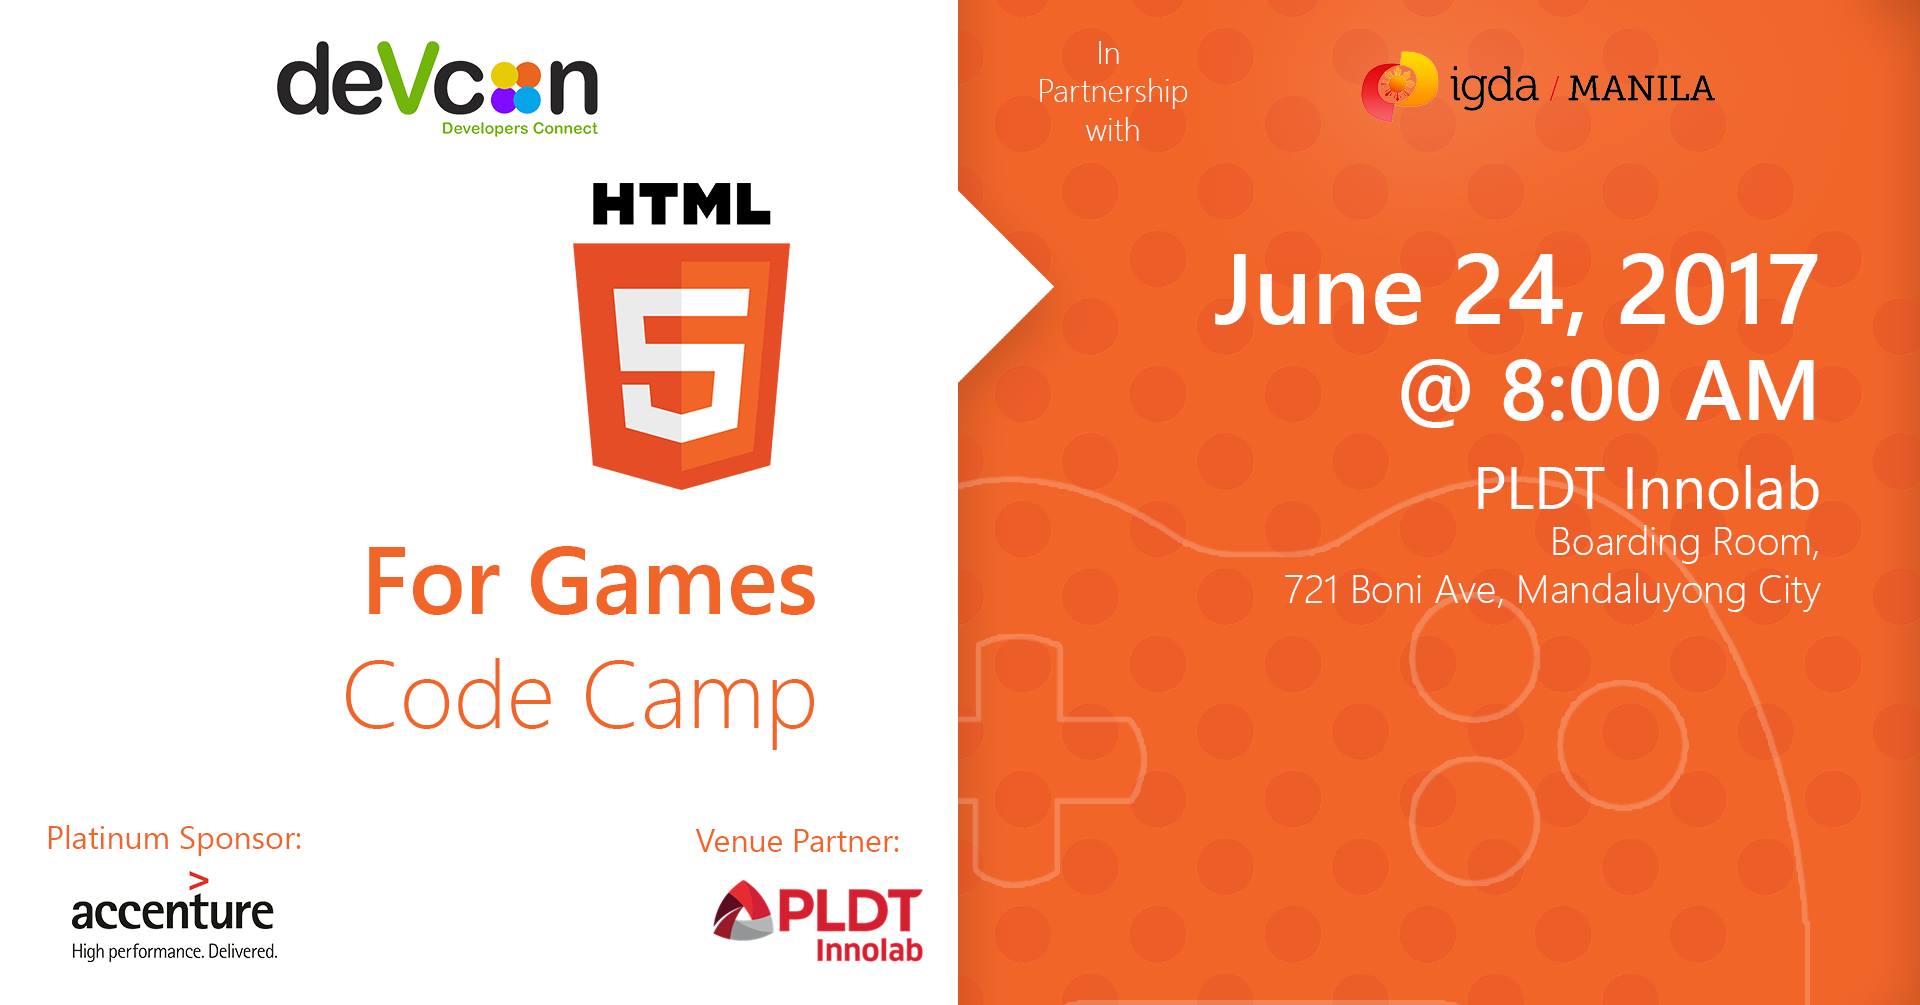 deVcon
Developers Connect
HTML
5
For Games
Code Camp
Platinum Sponsor:
>
accenture
High performance. Delivered.
Venue Partner:
PLDT
Innolab
In
Partnership
with
igda / MANILA
June 24, 2017
@ 8:00 AM
PLDT Innolab
Boarding Room,
721 Boni Ave, Mandaluyong City